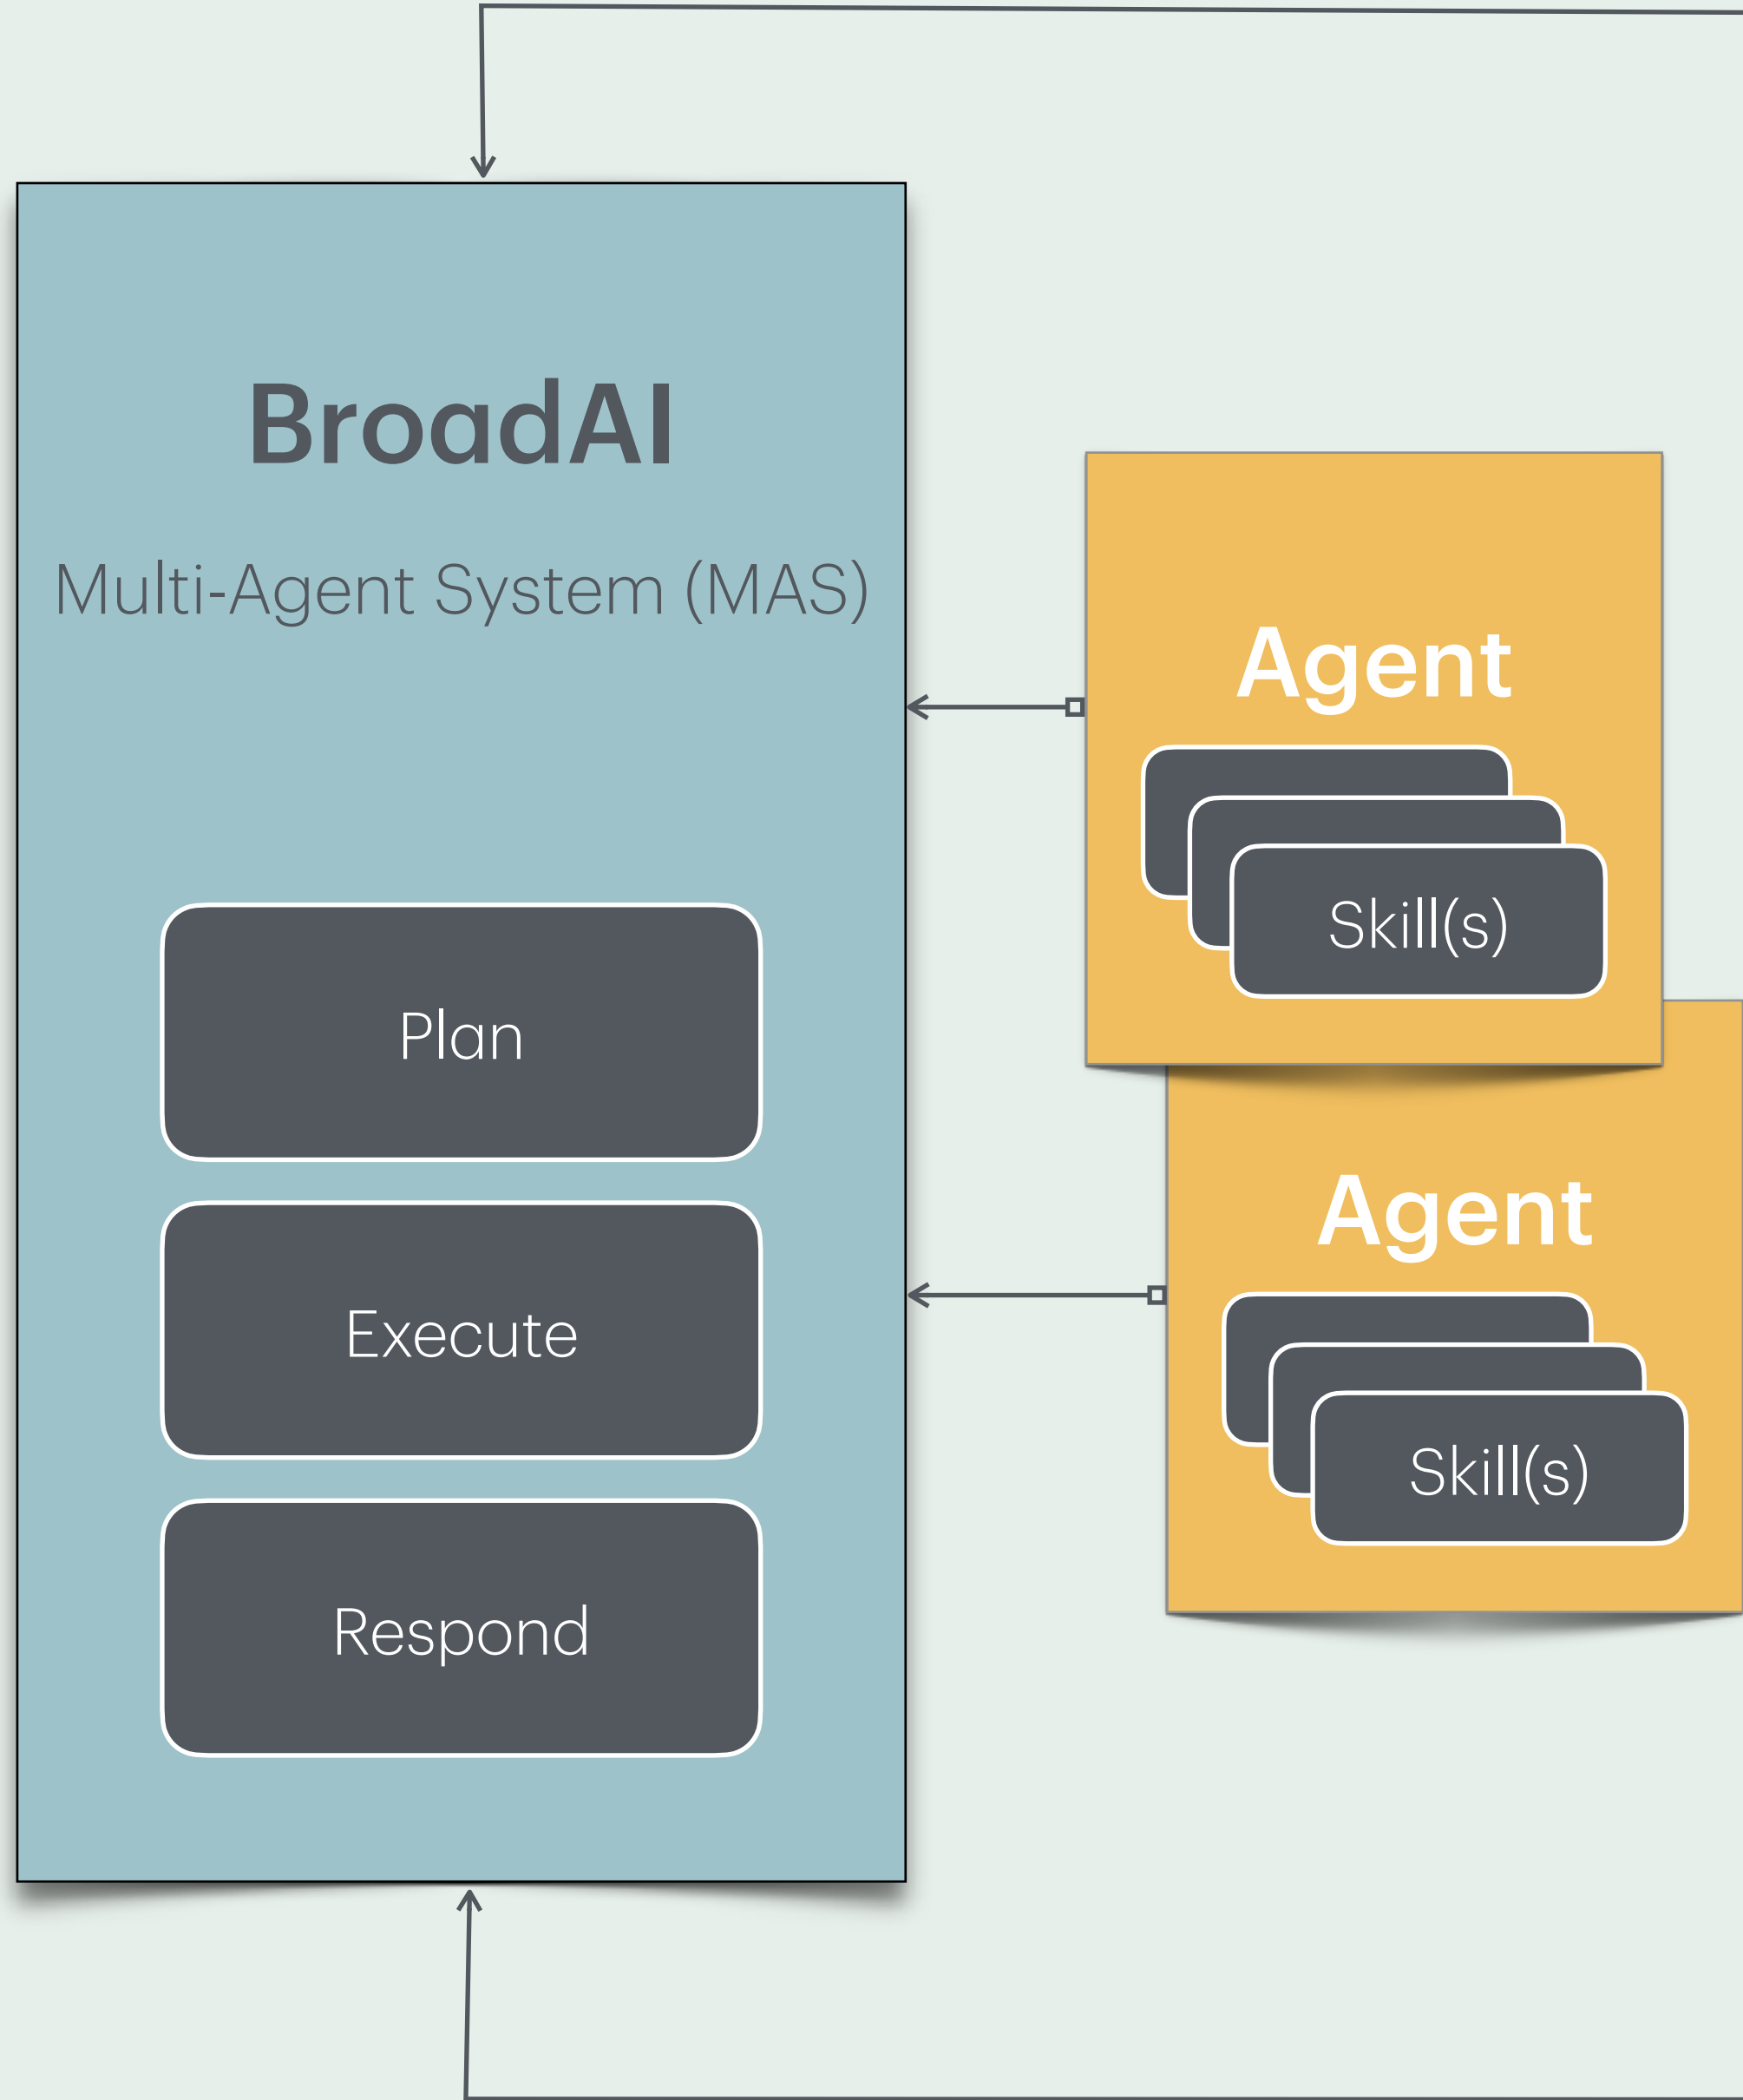 BroadAI
Multi-Agent System (MAS)
Plan
Execute
Respond
Agent
Skill(s)
Agent
Skill(s)